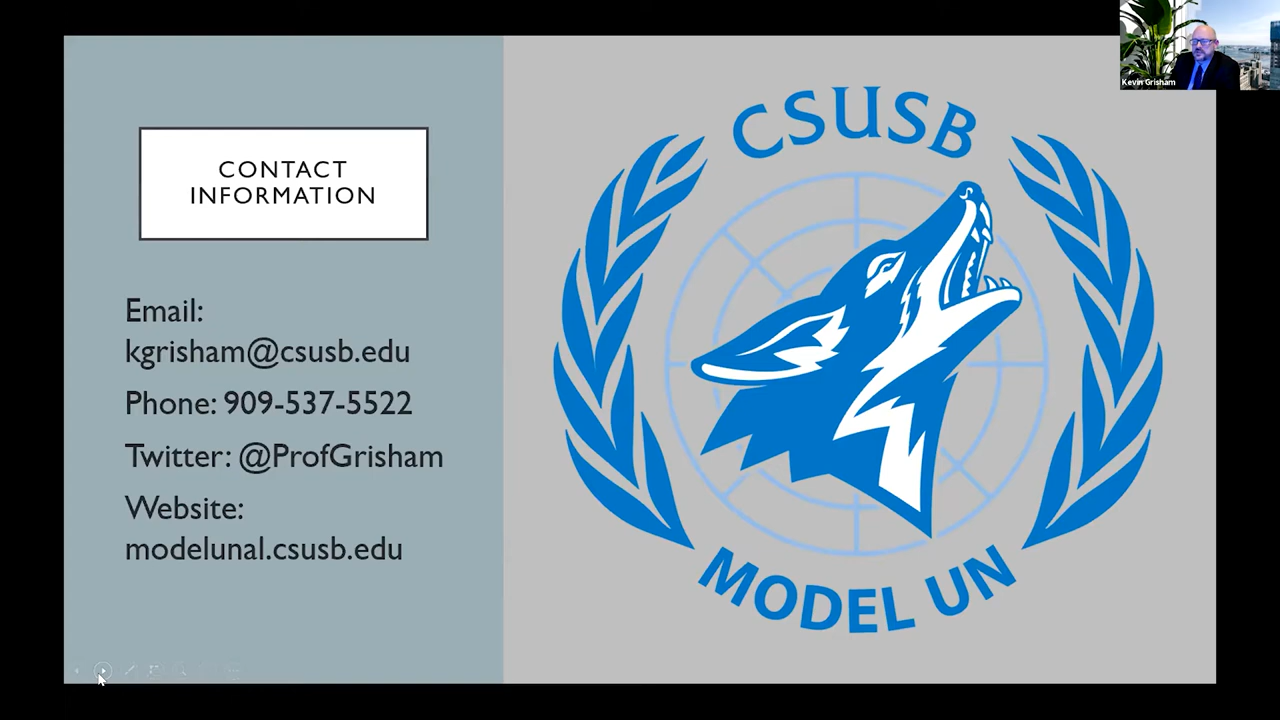 CONTACT
INFORMATION
Email:
kgrisham@csusb.edu
Phone: 909-537-5522
Twitter: @ProfGrisham
Website:
modelunal.csusb.edu
CSUSB
MODEL UN
Kevin Grisham